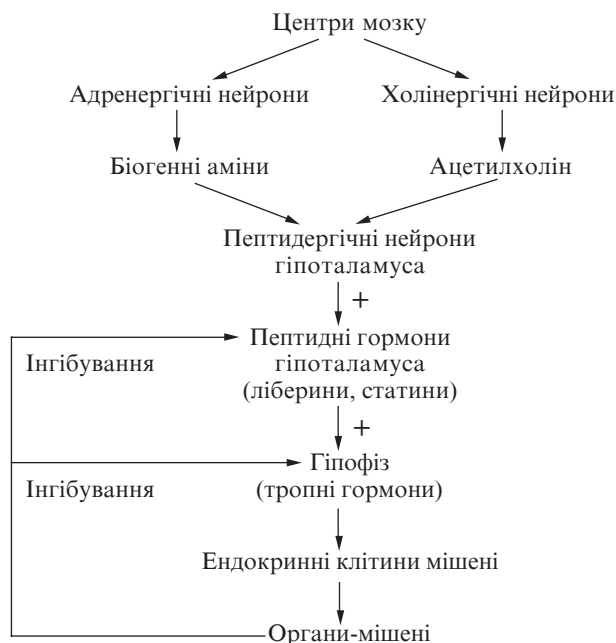 Центри мозку
Адренергічні нейрони
Холінергічні нейрони
Біогенні аміни
Ацетилхолін
Пептидергічні нейрони
гіпоталамуса
+
Пептидні гормони
гіпоталамуса
(ліберини, статини)
Інгібування
+
Гіпофіз
(тропні гормони)
Інгібування
Ендокринні клітини мішені
Органи-мішені